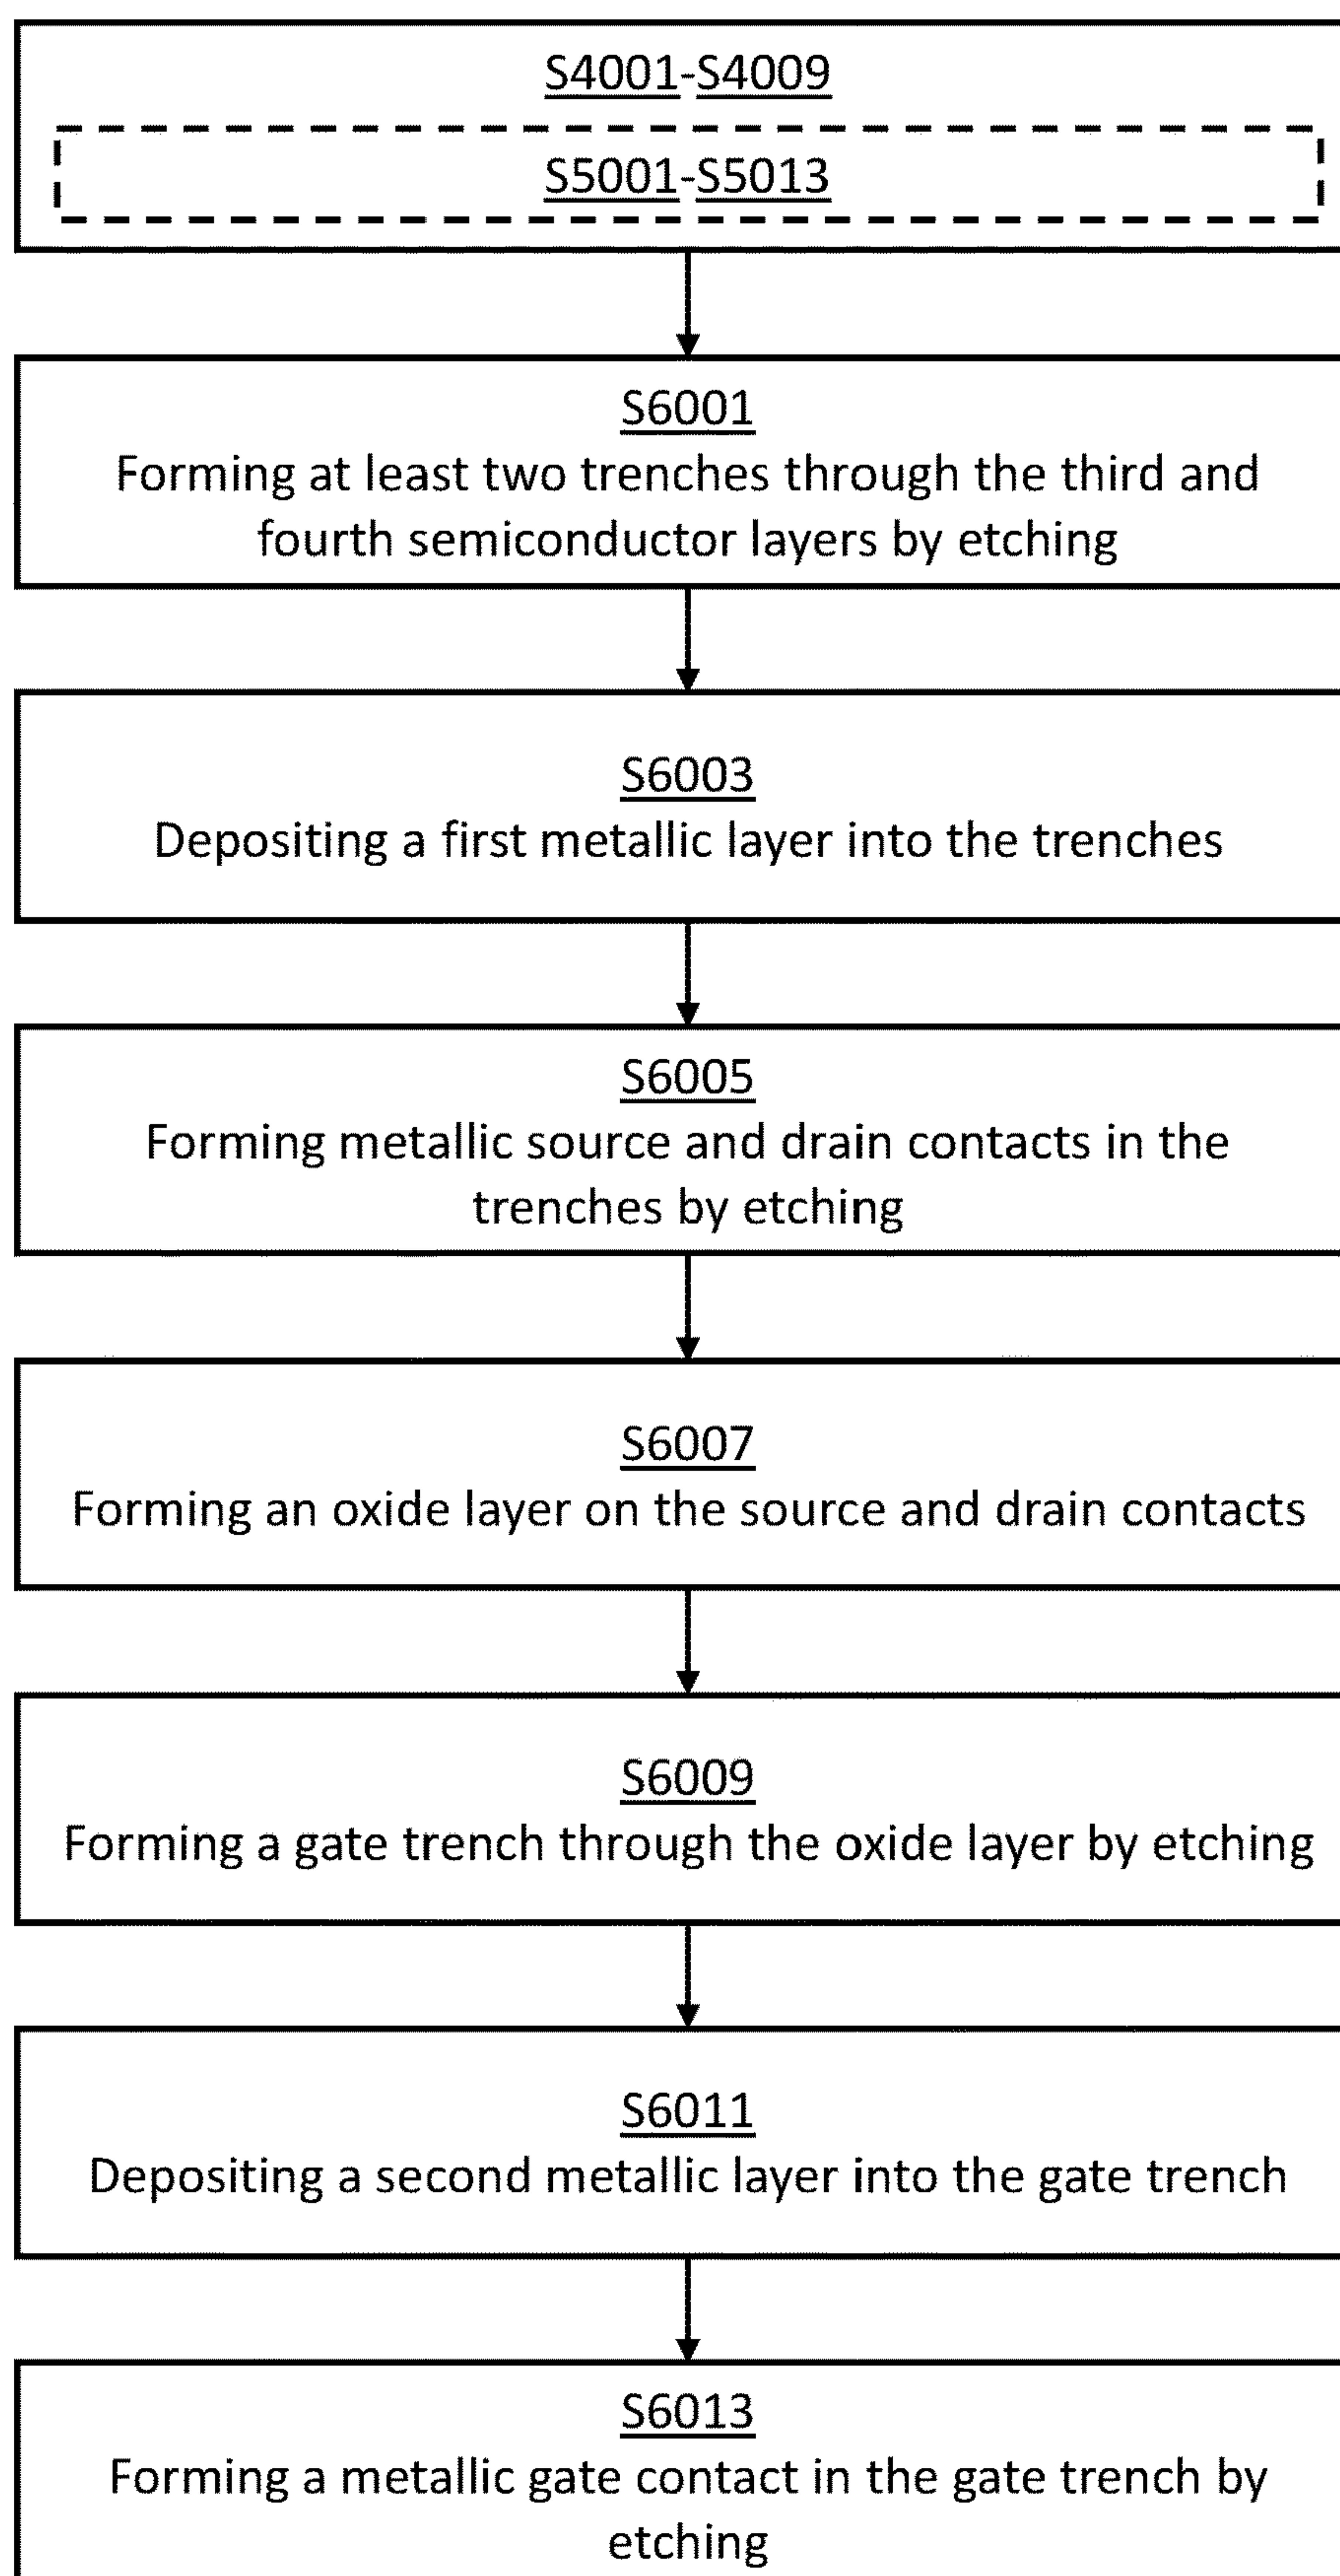 S4001-S4009
S5001-S5013
S6001
Forming at least two trenches through the third and
fourth semiconductor layers by etching
S6003
Depositing a first metallic layer into the trenches
S6005
Forming metallic source and drain contacts in the
trenches by etching
S6007
Forming an oxide layer on the source and drain contacts
S6009
Forming a gate trench through the oxide layer by etching
S6011
Depositing a second metallic layer into the gate trench
S6013
Forming a metallic gate contact in the gate trench by
etching